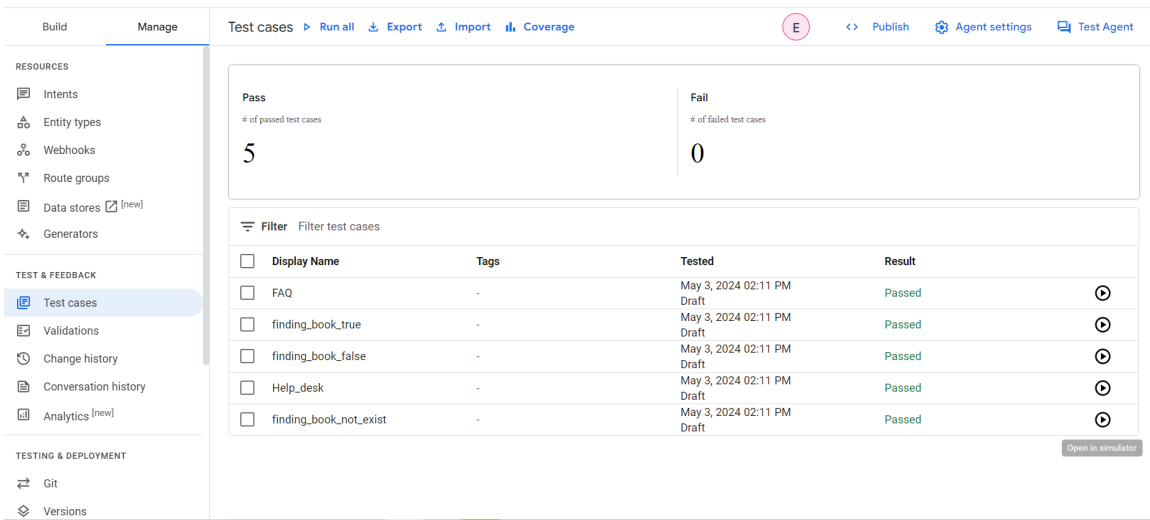 Build Manage Test cases Run all Export Import Coverage E Publish Agent settings Test Agent
RESOURCES
Intents
Entity types
Webhooks
Route groups
Data stores [new]
Generators
TEST & FEEDBACK
Test cases
Validations
Change history
Conversation history
Analytics [new]
TESTING & DEPLOYMENT
Git
Versions
Pass
# of passed test cases
5
Fail
# of failed test cases
0
Filter Filter test cases
Display Name Tags Tested Result
FAQ - May 3, 2024 02:11 PM Passed
Draft
finding_book_true - May 3, 2024 02:11 PM Passed
Draft
finding_book_false - May 3, 2024 02:11 PM Passed
Draft
Help_desk - May 3, 2024 02:11 PM Passed
Draft
finding_book_not_exist - May 3, 2024 02:11 PM Passed
Draft
Open in simulator